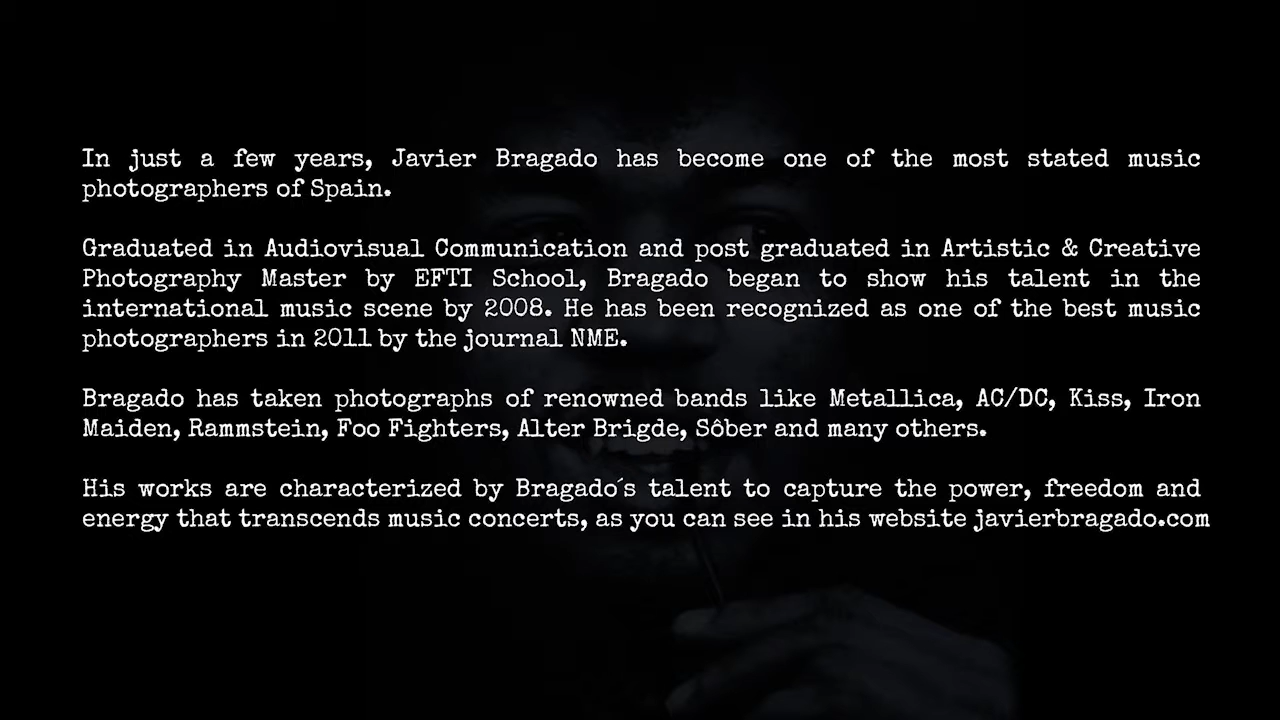 In just a few years, Javier Bragado has become one of the most stated music
photographers of Spain.
Graduated in Audiovisual Communication and post graduated in Artistic & Creative
Photography Master by EFTI School, Bragado began to show his talent in the
international music scene by 2008. He has been recognized as one of the best music
photographers in 2011 by the journal NME.
Bragado has taken photographs of renowned bands like Metallica, AC/DC, Kiss, Iron
Maiden, Rammstein, Foo Fighters, Alter Brigde, Sôber and many others.
His works are characterized by Bragado´s talent to capture the power, freedom and
energy that transcends music concerts, as you can see in his website javierbragado.com